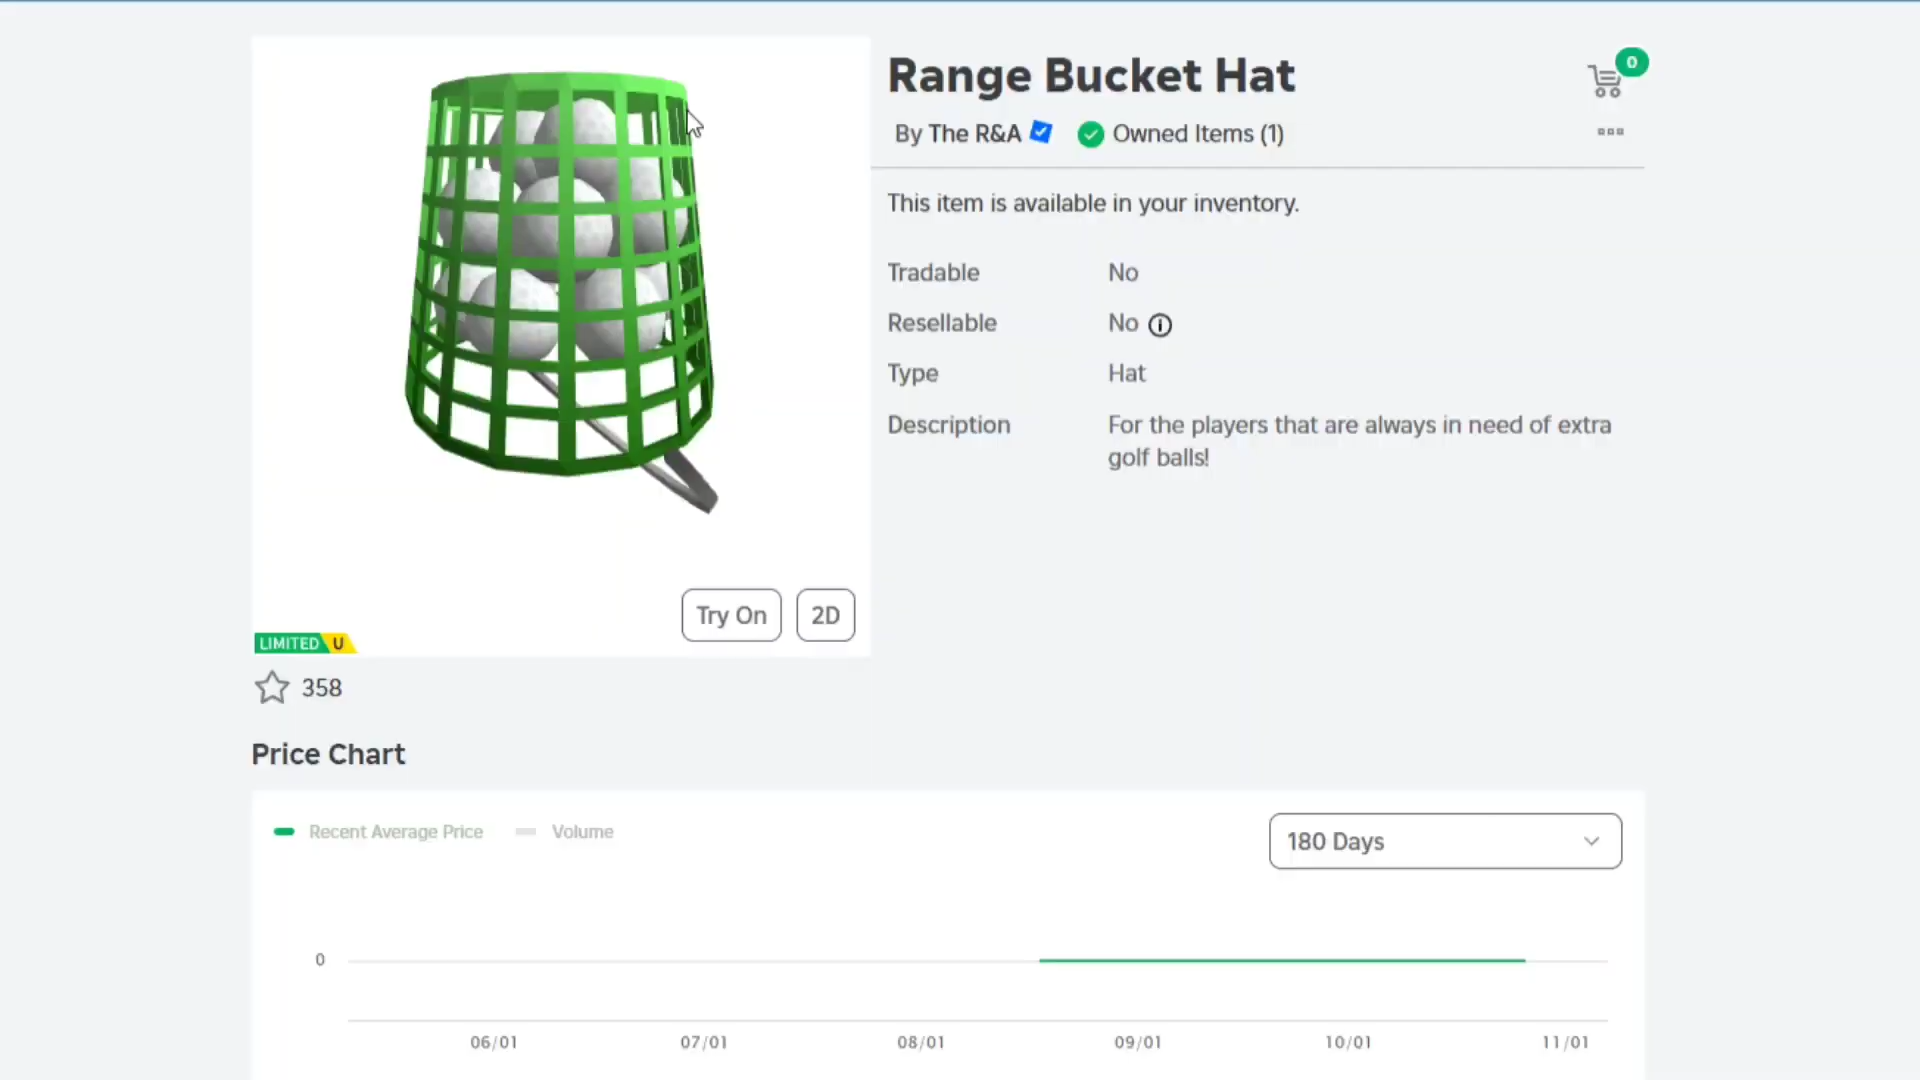 Range Bucket Hat
0
By The R&A Owned Items (1)
This item is available in your inventory.
Tradable No
Resellable No
Type Hat
Description For the players that are always in need of extra
golf balls!
Try On 2D
LIMITED U
358
Price Chart
Recent Average Price Volume
180 Days
0
06/01 07/01 08/01 09/01 10/01 11/01